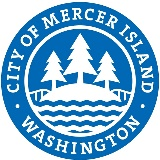 CITY OF MERCER ISLAND
WASHINGTON